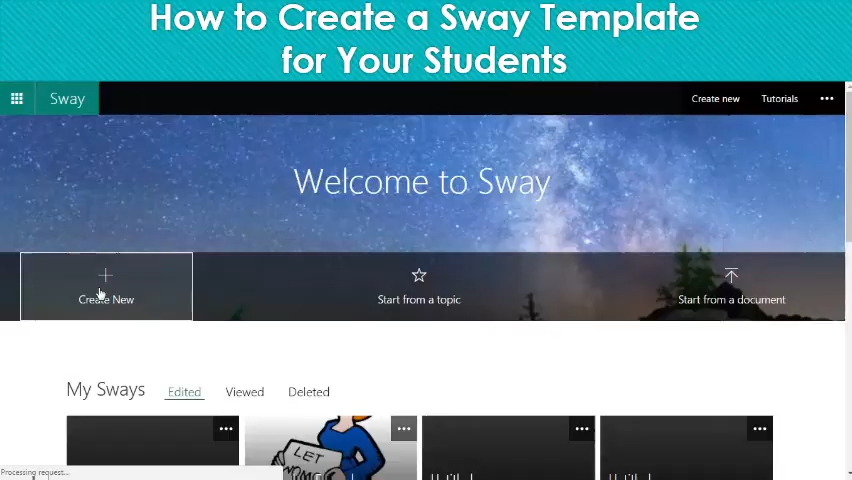 How to Create a Sway Template
for Your Students
Sway
Create new
Tutorials
Welcome to Sway
Create New
Start from a topic
Start from a document
My Sways
Edited
Viewed
Deleted
LET
Processing request...